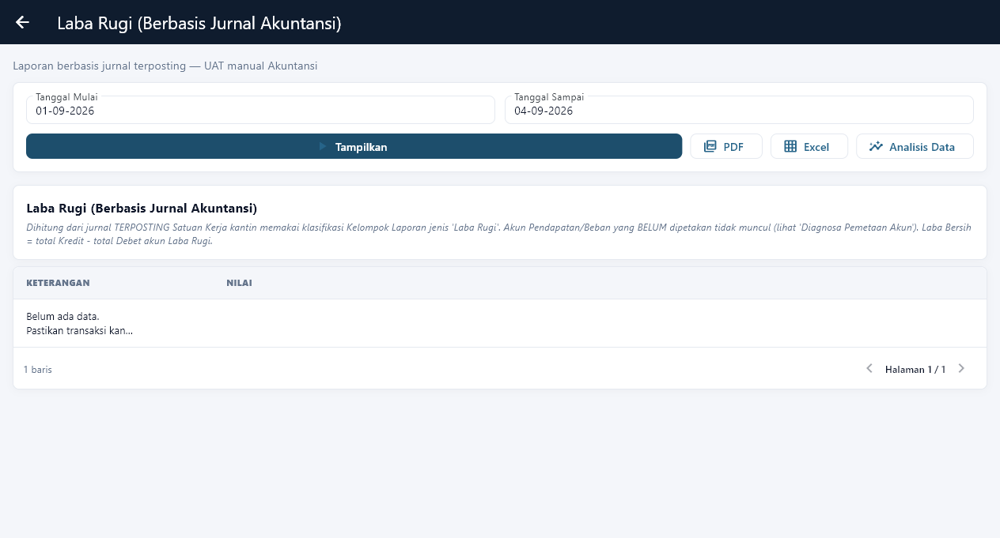 Laba Rugi (Berbasis Jurnal Akuntansi)
Laporan berbasis jurnal terposting — UAT manual Akuntansi
Tanggal Mulai
01-09-2026
Tanggal Sampai
04-09-2026
Tampilkan
PDF
Excel
Analisis Data
Laba Rugi (Berbasis Jurnal Akuntansi)
Dihitung dari jurnal TERPOSTING Satuan Kerja kantin memakai klasifikasi Kelompok Laporan jenis 'Laba Rugi'. Akun Pendapatan/Beban yang BELUM dipetakan tidak muncul (lihat 'Diagnosa Pemetaan Akun'). Laba Bersih
= total Kredit - total Debet akun Laba Rugi.
KETERANGAN NILAI
Belum ada data.
Pastikan transaksi kan...
1 baris
Halaman 1 / 1